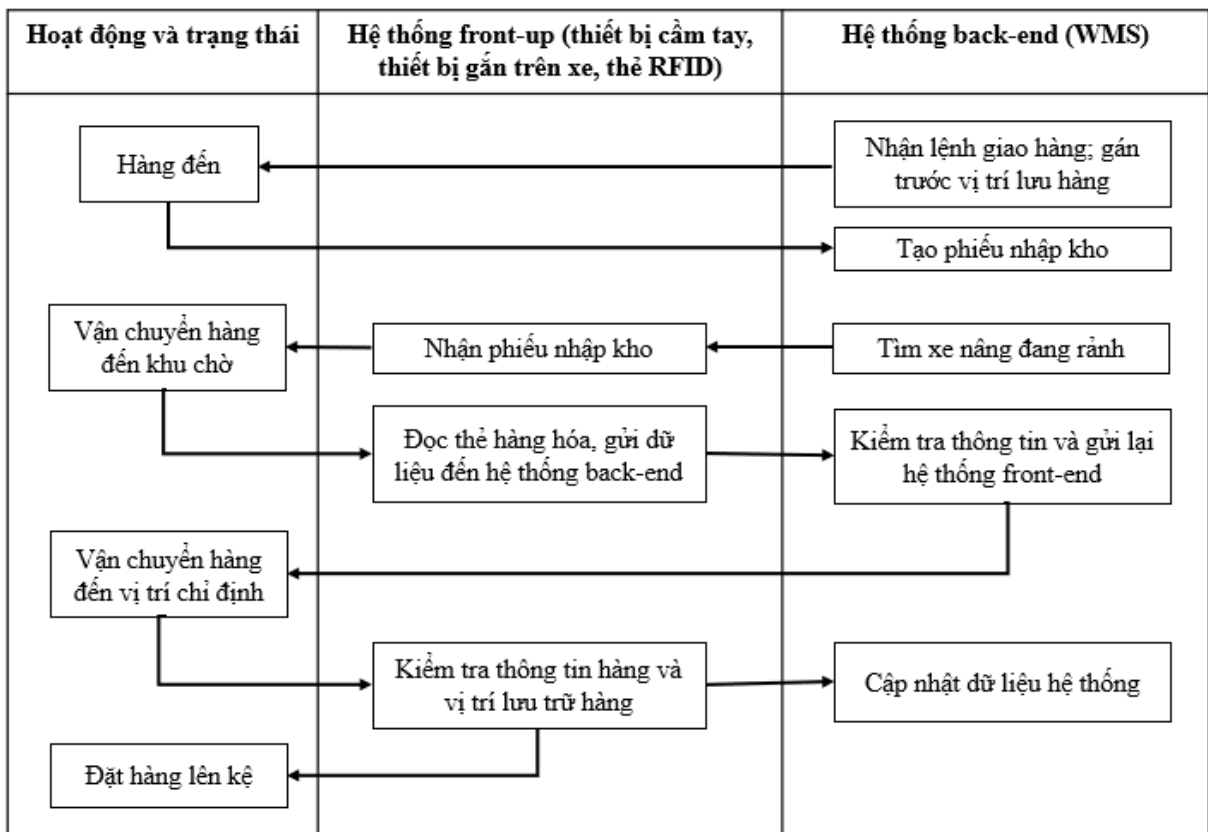 Hoạt động và trạng thái
Hệ thống front-up (thiết bị cầm tay,
thiết bị gắn trên xe, thẻ RFID)
Hệ thống back-end (WMS)
Hàng đến
Nhận lệnh giao hàng; gán
trước vị trí lưu hàng
Tạo phiếu nhập kho
Vận chuyển hàng
đến khu chờ
Nhận phiếu nhập kho
Tìm xe nâng đang rảnh
Đọc thẻ hàng hóa, gửi dữ
liệu đến hệ thống back-end
Kiểm tra thông tin và gửi lại
hệ thống front-end
Vận chuyển hàng
đến vị trí chỉ định
Kiểm tra thông tin hàng và
vị trí lưu trữ hàng
Cập nhật dữ liệu hệ thống
Đặt hàng lên kệ